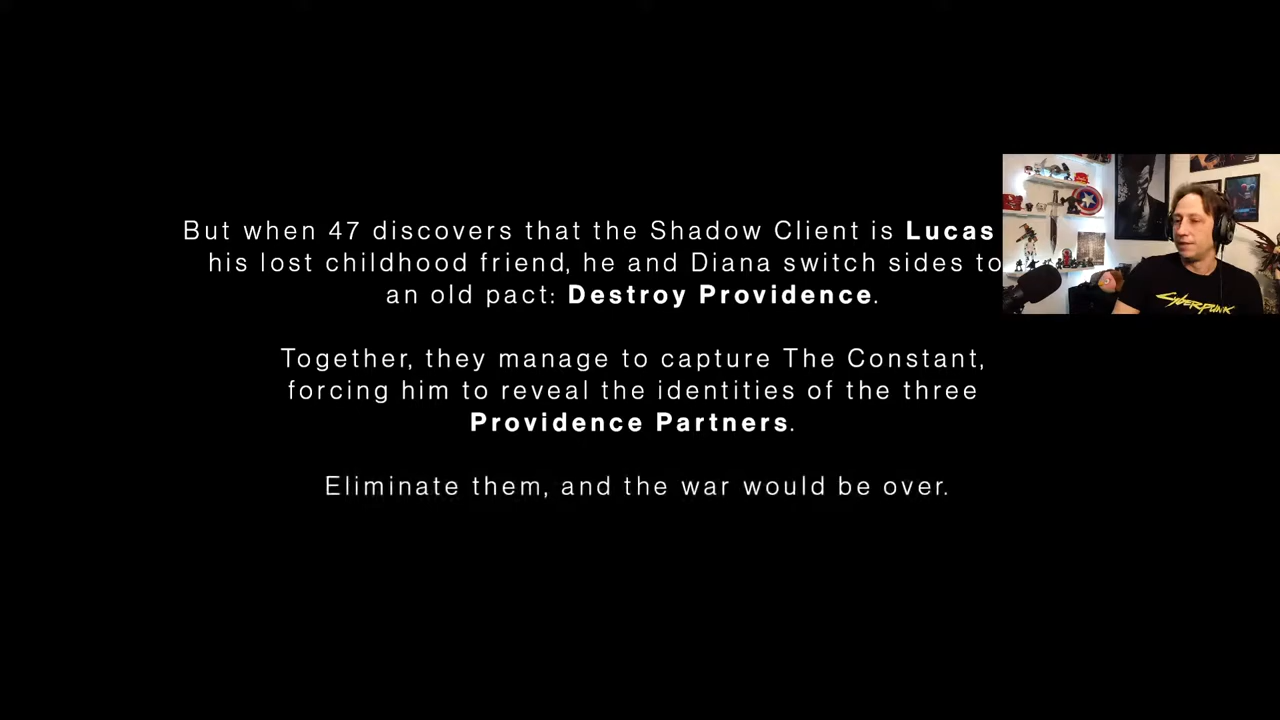 But when 47 discovers that the Shadow Client is Lucas
his lost childhood friend, he and Diana switch sides to
an old pact: Destroy Providence.
Together, they manage to capture The Constant,
forcing him to reveal the identities of the three
Providence Partners.
Eliminate them, and the war would be over.
CYBERPUNK